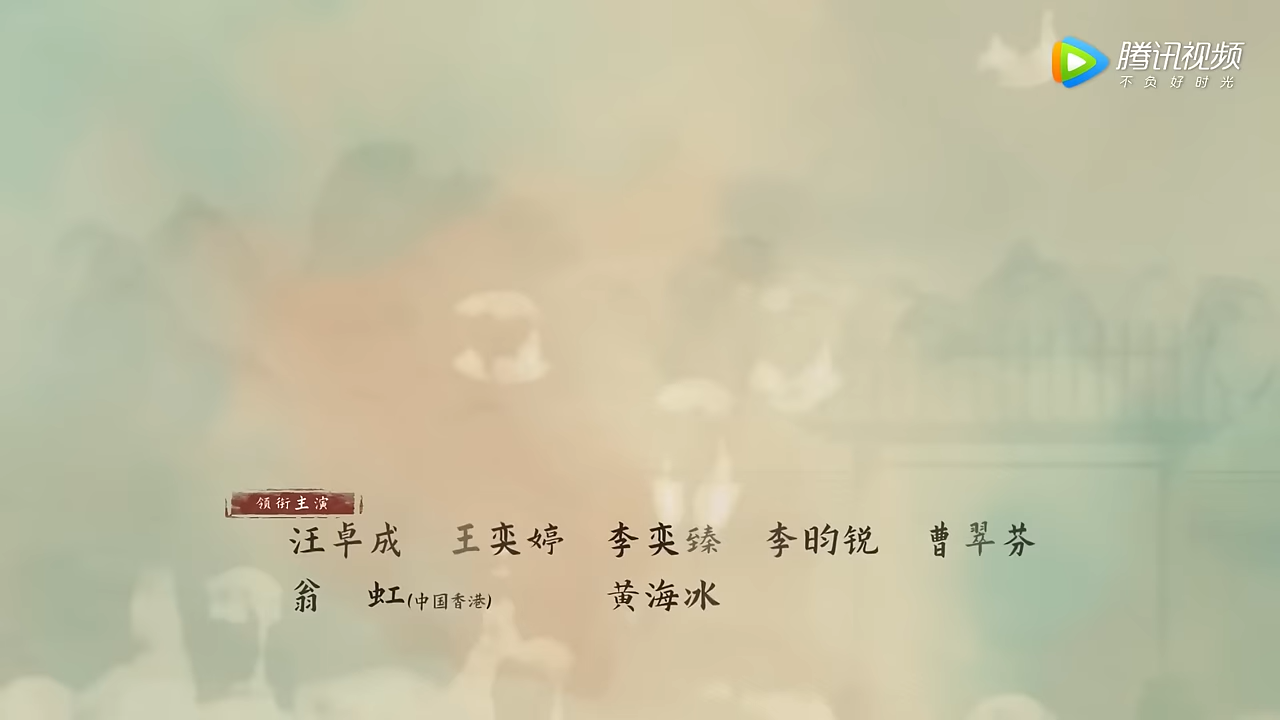 腾讯视频
不负好时光
领衔主演
汪卓成 王奕婷 李奕臻 李昀锐 曹翠芬
翁 虹(中国香港) 黄海冰